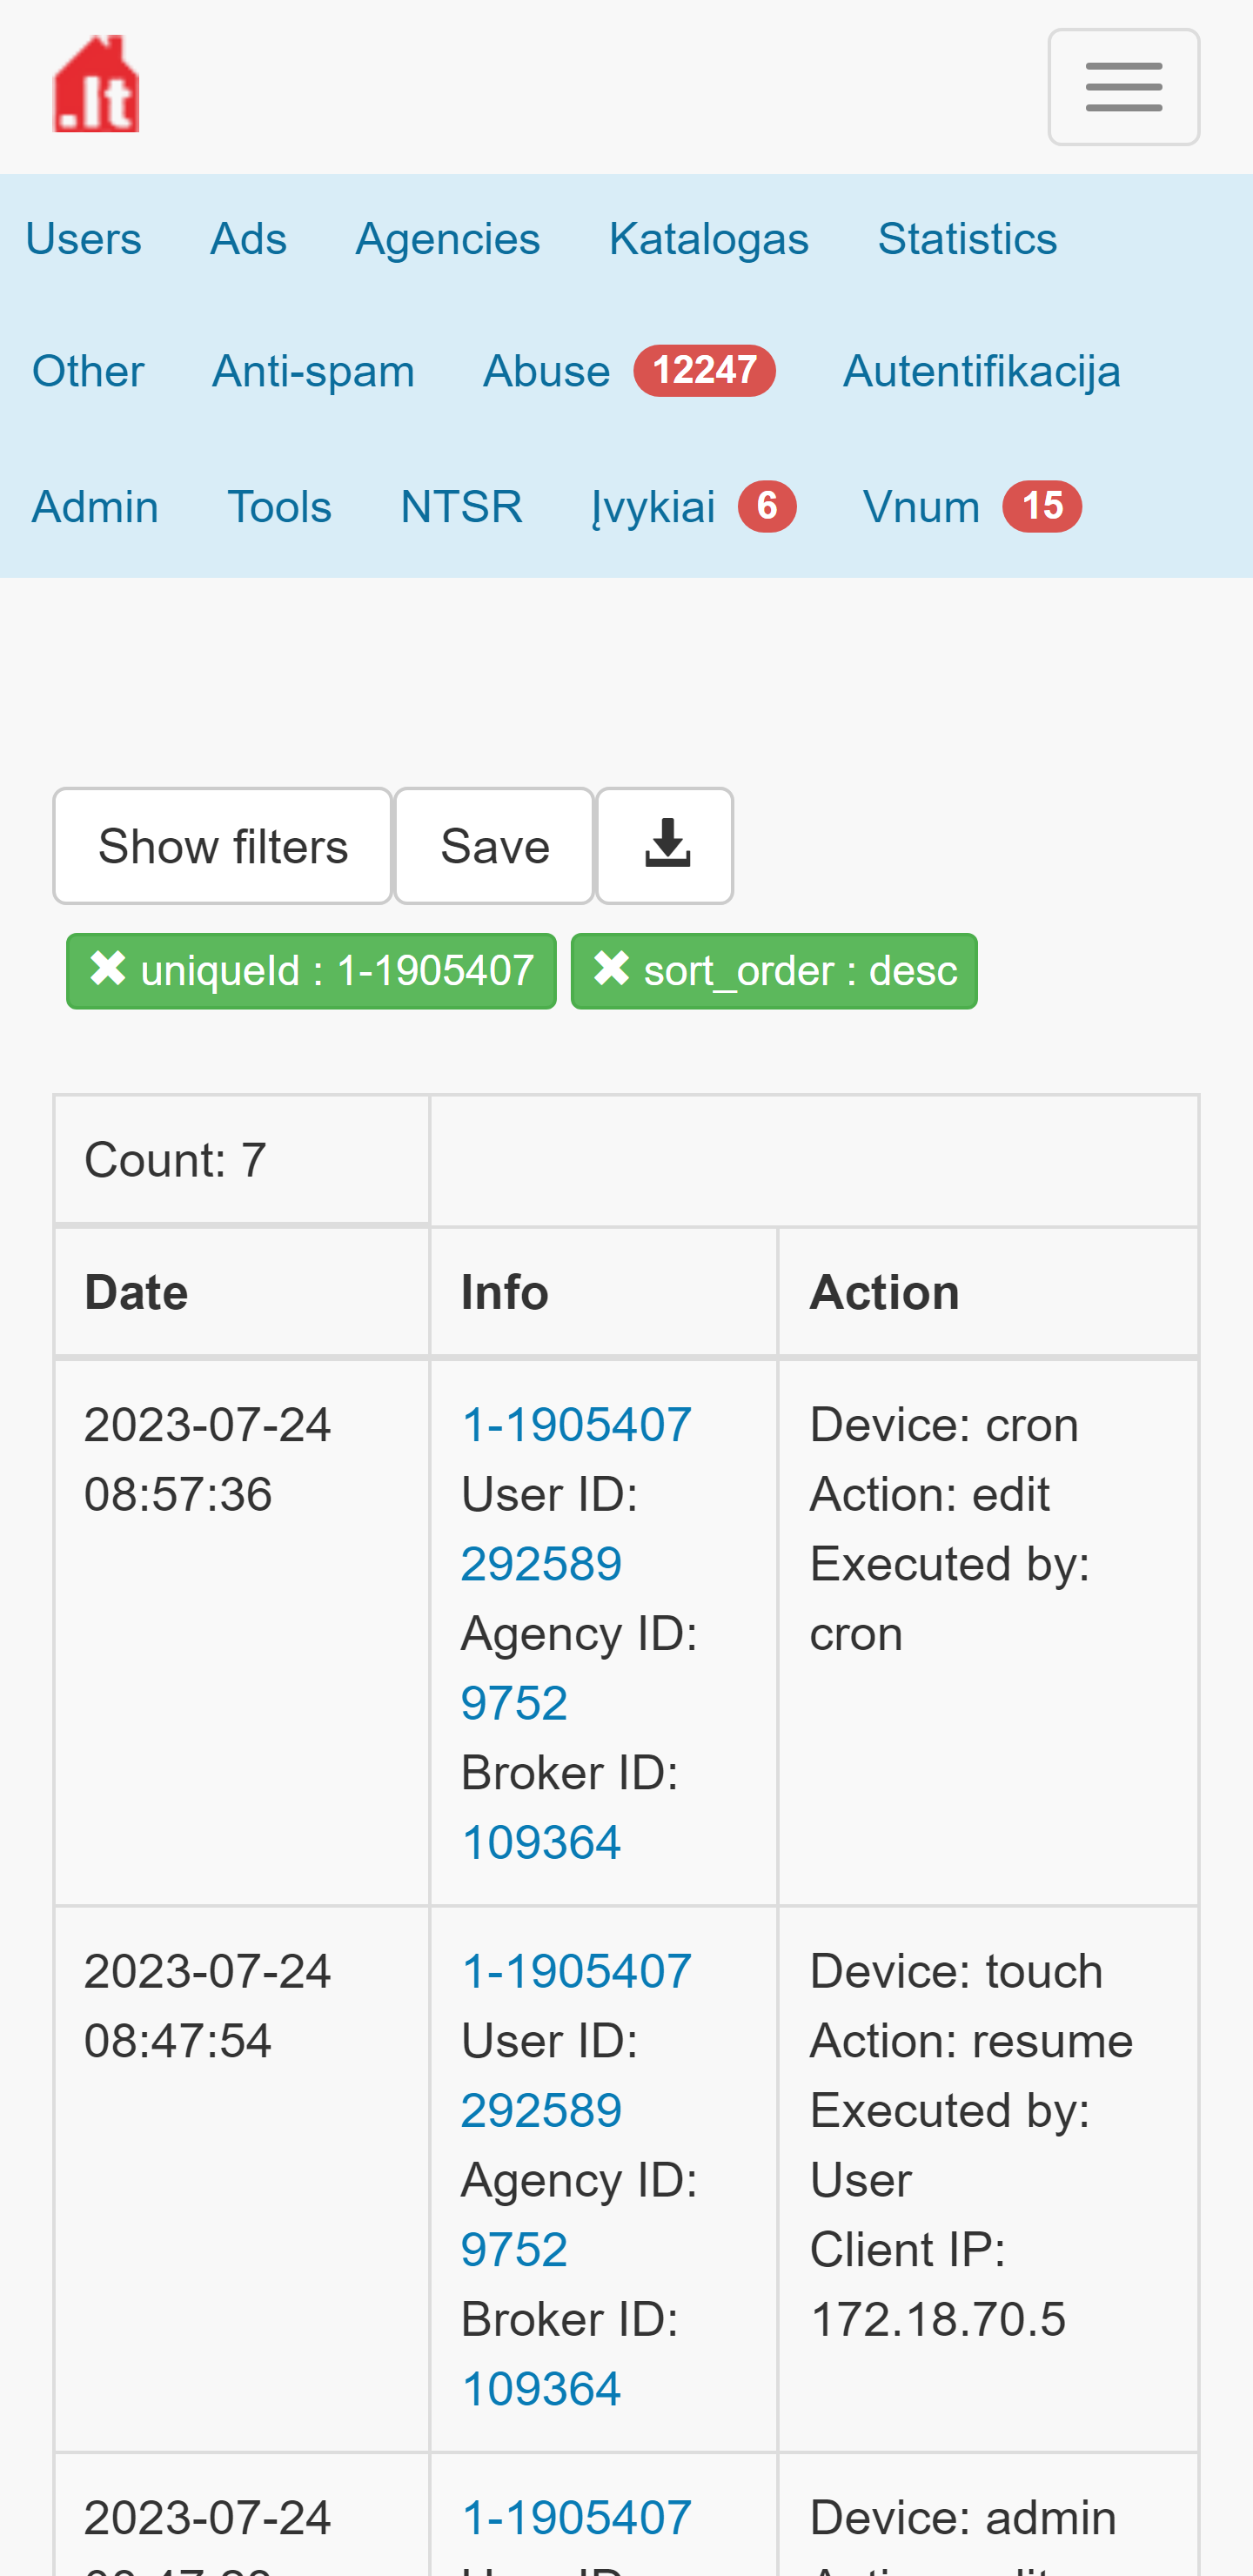 .lt
Users Ads Agencies Katalogas Statistics
Other Anti-spam Abuse 12247 Autentifikacija
Admin Tools NTSR Įvykiai 6 Vnum 15
Show filters Save
✖ uniqueId : 1-1905407 ✖ sort_order : desc
Count: 7
Date Info Action
2023-07-24
08:57:36
1-1905407
User ID:
292589
Agency ID:
9752
Broker ID:
109364
Device: cron
Action: edit
Executed by:
cron
2023-07-24
08:47:54
1-1905407
User ID:
292589
Agency ID:
9752
Broker ID:
109364
Device: touch
Action: resume
Executed by:
User
Client IP:
172.18.70.5
2023-07-24
1-1905407
User ID:
Device: admin